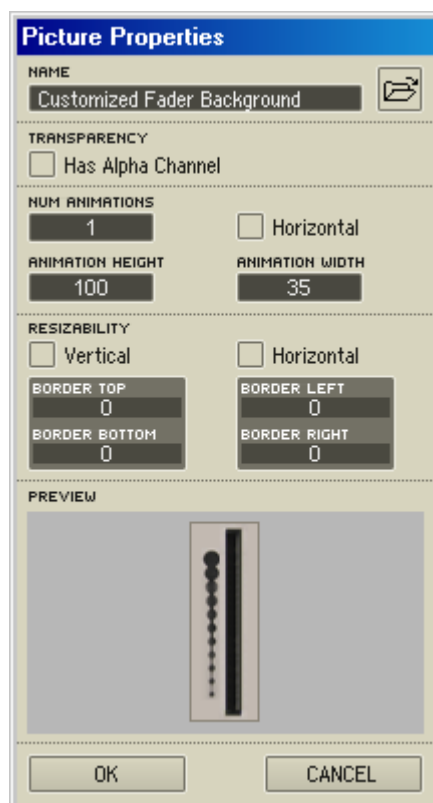 Picture Properties
NAME
Customized Fader Background
TRANSPARENCY
Has Alpha Channel
NUM ANIMATIONS
1 Horizontal
ANIMATION HEIGHT ANIMATION WIDTH
100 35
RESIZABILITY
Vertical Horizontal
BORDER TOP BORDER LEFT
0 0
BORDER BOTTOM BORDER RIGHT
0 0
PREVIEW
OK CANCEL